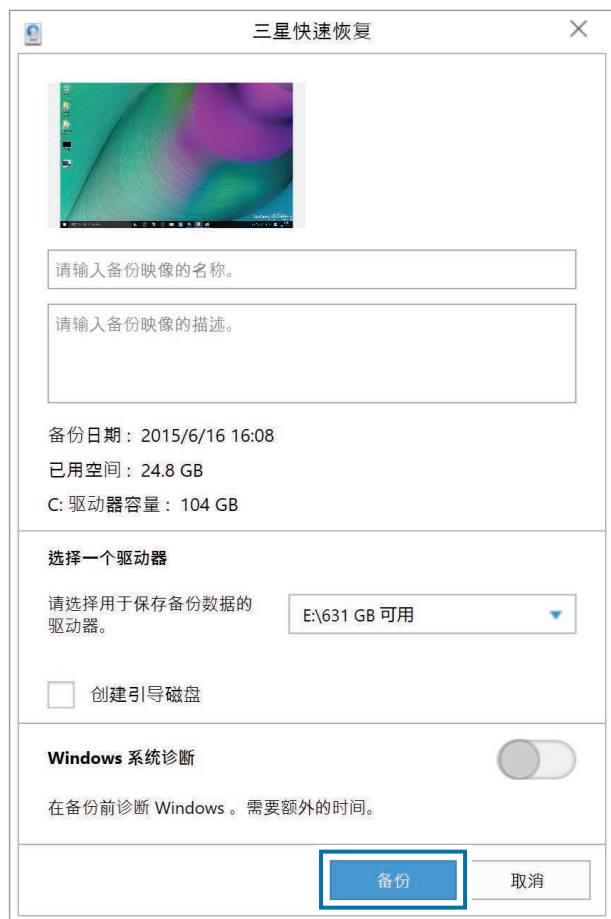 三星快速恢复
请输入备份映像的名称。
请输入备份映像的描述。
备份日期： 2015/6/16 16:08
已用空间： 24.8 GB
C: 驱动器容量： 104 GB
选择一个驱动器
请选择用于保存备份数据的
驱动器。
E:\631 GB 可用
创建引导磁盘
Windows 系统诊断
在备份前诊断 Windows 。需要额外的时间。
备份
取消